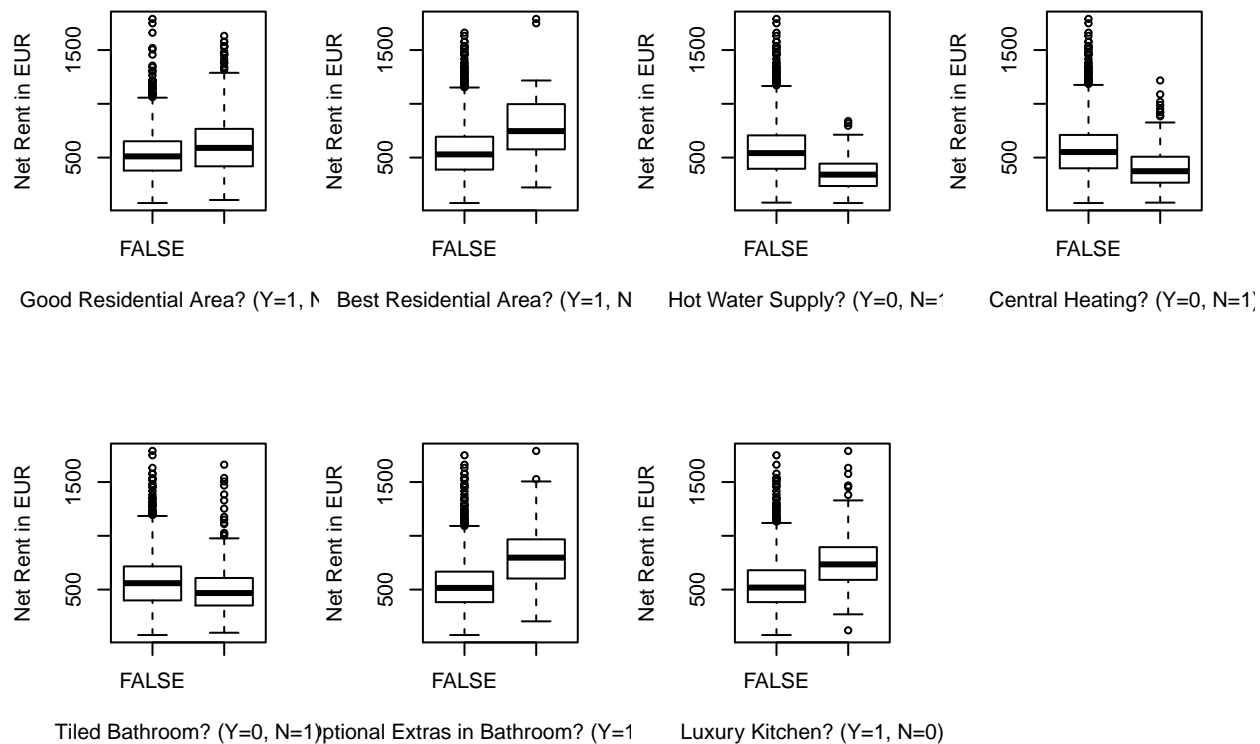 Net Rent in EUR
500
1500
FALSE
Good Residential Area? (Y=1, N
Net Rent in EUR
500
1500
FALSE
Best Residential Area? (Y=1, N
Net Rent in EUR
500
1500
FALSE
Hot Water Supply? (Y=0, N=1
Net Rent in EUR
500
1500
FALSE
Central Heating? (Y=0, N=1)
Net Rent in EUR
500
1500
FALSE
Tiled Bathroom? (Y=0, N=1)
Net Rent in EUR
500
1500
FALSE
ptional Extras in Bathroom? (Y=1
Net Rent in EUR
500
1500
FALSE
Luxury Kitchen? (Y=1, N=0)